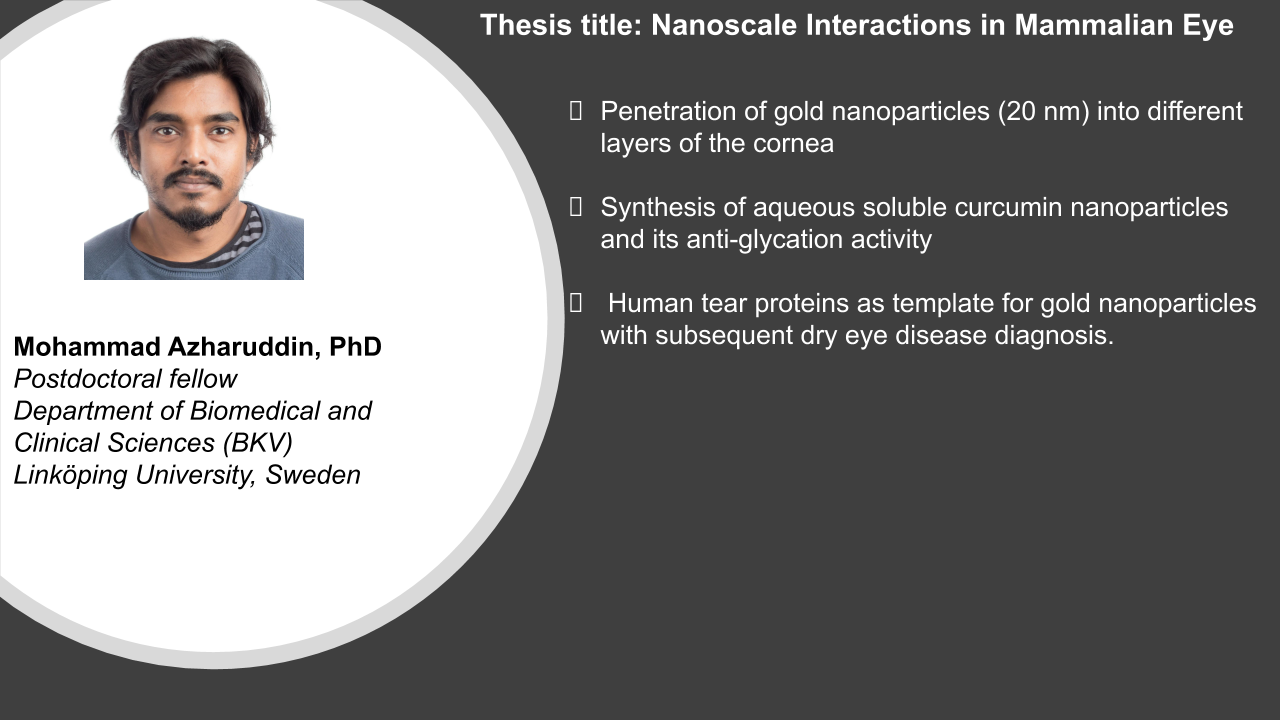 Thesis title: Nanoscale Interactions in Mammalian Eye
Penetration of gold nanoparticles (20 nm) into different
layers of the cornea
Synthesis of aqueous soluble curcumin nanoparticles
and its anti-glycation activity
Human tear proteins as template for gold nanoparticles
with subsequent dry eye disease diagnosis.
Mohammad Azharuddin, PhD
Postdoctoral fellow
Department of Biomedical and
Clinical Sciences (BKV)
Linköping University, Sweden